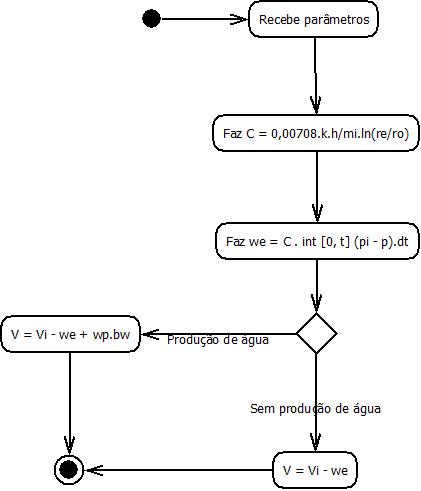 Recebe parâmetros
Faz C = 0,00708.k.h/mi.ln(re/ro)
Faz we = C . int [0, t] (pi - p).dt
V = Vi - we + wp.bw
Produção de água
Sem produção de água
V = Vi - we